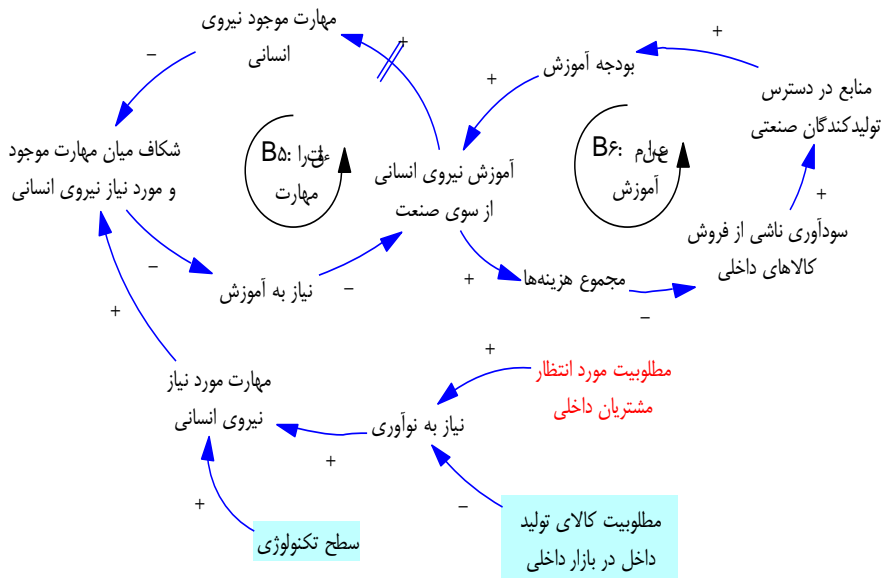 مهارت موجود نیروی
انسانی
+
−
+
+
بودجه آموزش
منابع در دسترس
تولیدکنندگان صنعتی
شکاف میان مهارت موجود
و مورد نیاز نیروی انسانی
B۵:
مهارت
آموزش نیروی انسانی
از سوی صنعت
B۶:
آموزش
+
سودآوری ناشی از فروش
کالاهای داخلی
−
نیاز به آموزش
−
+
مجموع هزینه‌ها
−
+
مهارت مورد نیاز
نیروی انسانی
+
مطلوبیت مورد انتظار
مشتریان داخلی
نیاز به نوآوری
+
+
−
سطح تکنولوژی
مطلوبیت کالای تولید
داخل در بازار داخلی